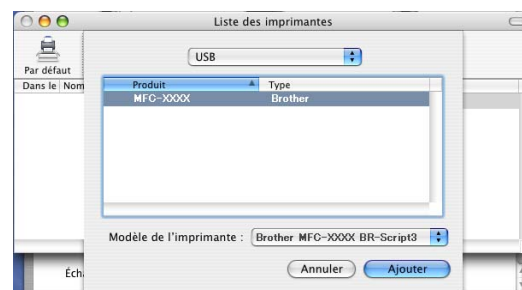 Liste des imprimantes
USB
Par défaut
Dans le Nom
Produit Type
MFC-XXXX Brother
Modèle de l'imprimante : Brother MFC-XXXX BR-Script3
Éch
Annuler Ajouter